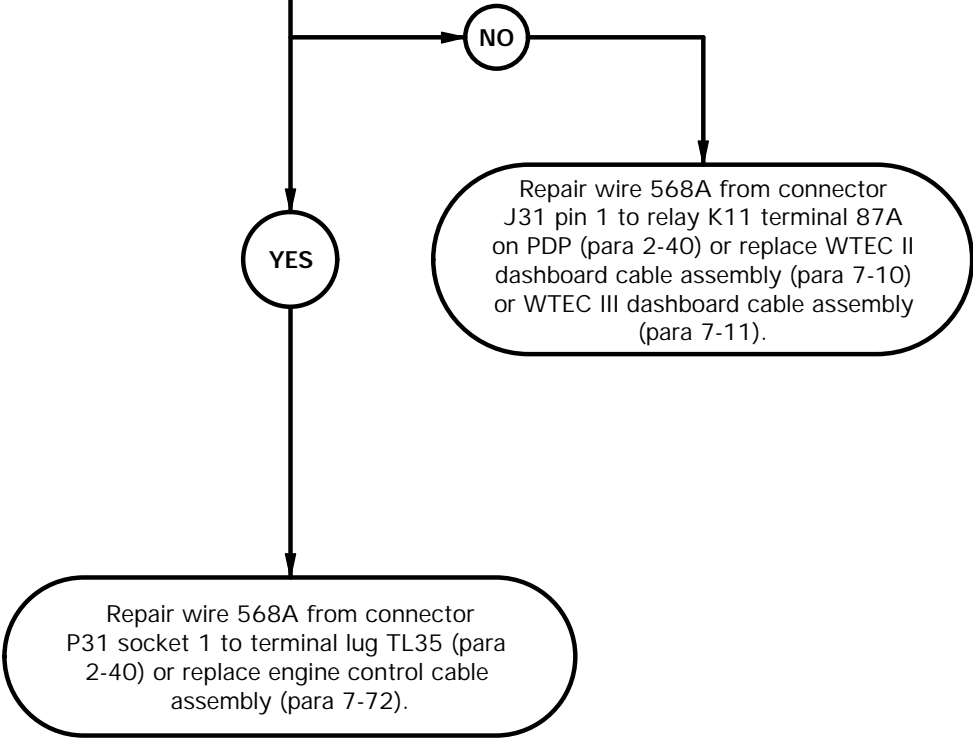 NO
Repair wire 568A from connector
J31 pin 1 to relay K11 terminal 87A
on PDP (para 2-40) or replace WTEC II
dashboard cable assembly (para 7-10)
or WTEC III dashboard cable assembly
(para 7-11).
YES
Repair wire 568A from connector
P31 socket 1 to terminal lug TL35 (para
2-40) or replace engine control cable
assembly (para 7-72).